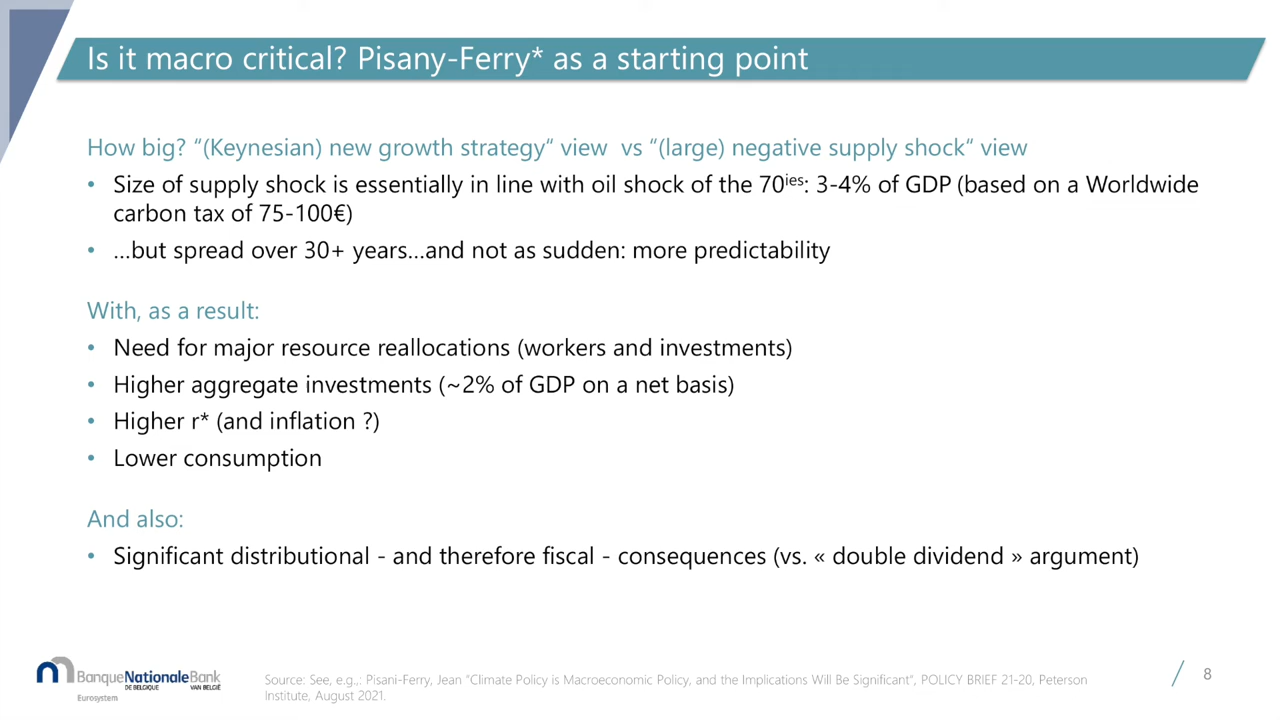 Is it macro critical? Pisany-Ferry* as a starting point
How big? “(Keynesian) new growth strategy“ view vs “(large) negative supply shock“ view
• Size of supply shock is essentially in line with oil shock of the 70ies: 3-4% of GDP (based on a Worldwide
carbon tax of 75-100€)
• …but spread over 30+ years…and not as sudden: more predictability
With, as a result:
• Need for major resource reallocations (workers and investments)
• Higher aggregate investments (~2% of GDP on a net basis)
• Higher r* (and inflation ?)
• Lower consumption
And also:
• Significant distributional - and therefore fiscal - consequences (vs. « double dividend » argument)
BanqueNationaleBank
DE BELGIQUE VAN BELGIË
Eurosystem
Source: See, e.g.,: Pisani-Ferry, Jean “Climate Policy is Macroeconomic Policy, and the Implications Will Be Significant”, POLICY BRIEF 21-20, Peterson
Institute, August 2021.
8